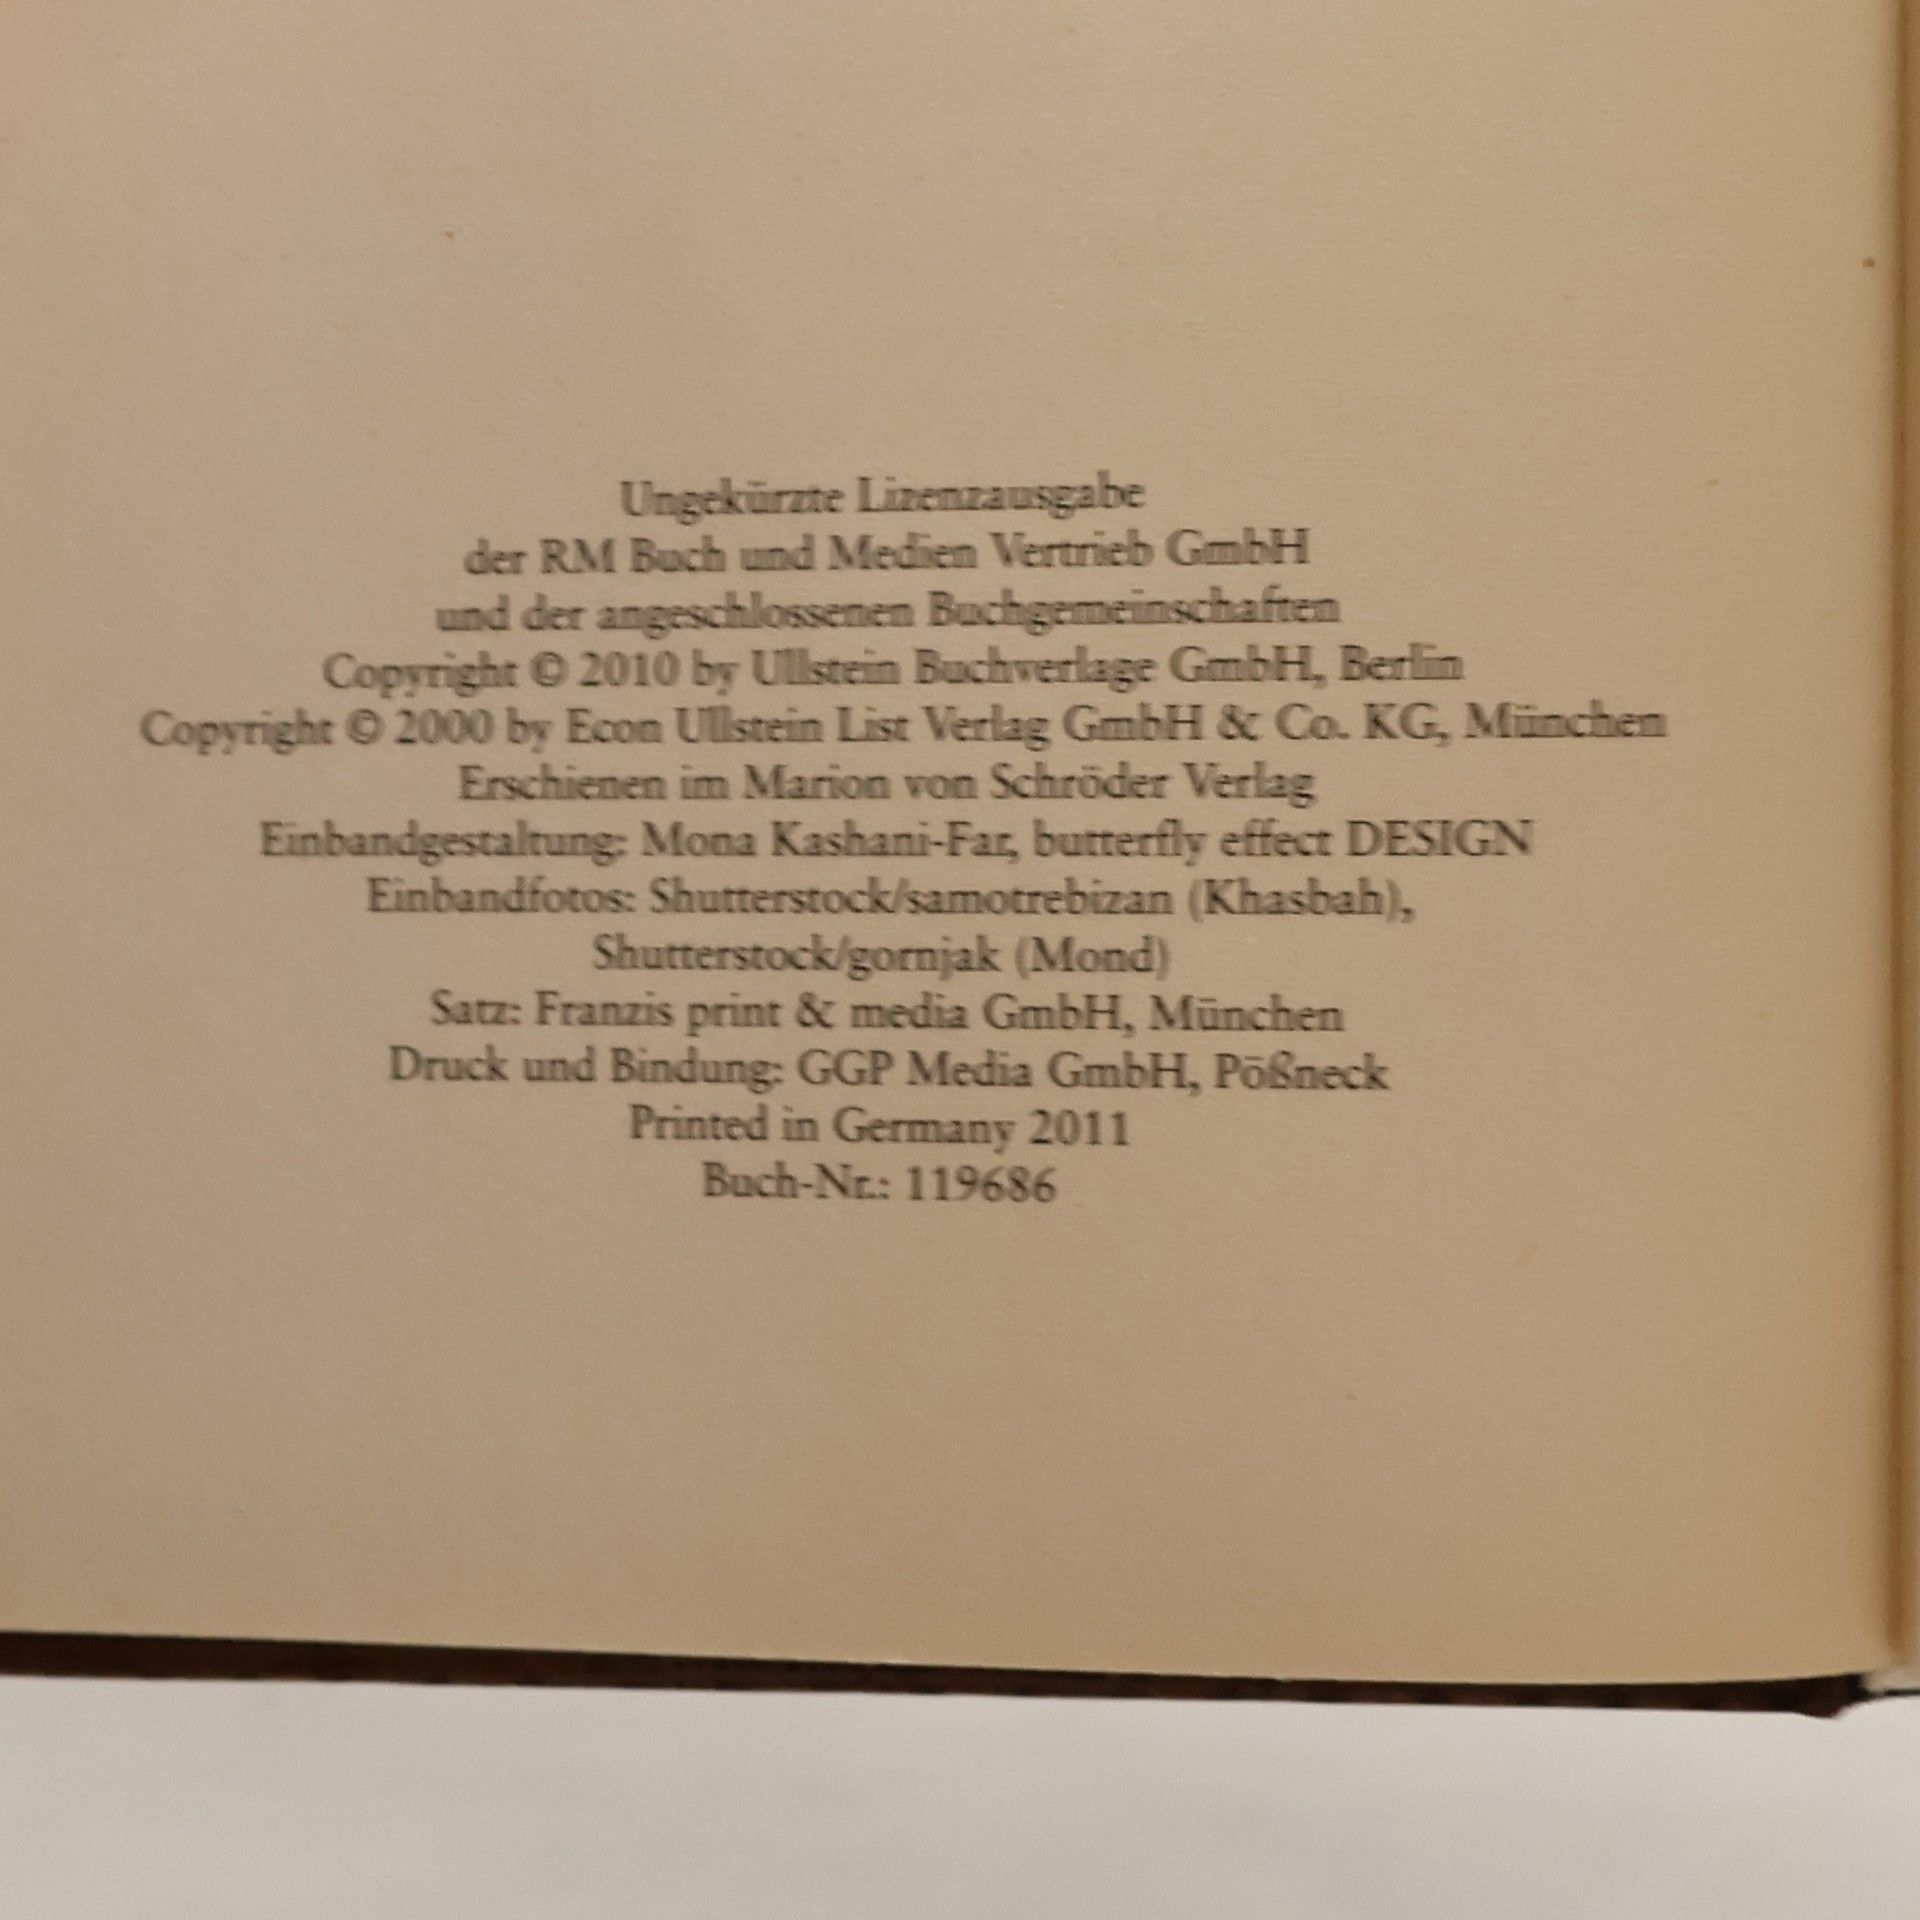 Ungekürzte Lizenzausgabe
der RM Buch und Medien Vertrieb GmbH
und der angeschlossenen Buchgemeinschaften
Copyright © 2010 by Ullstein Buchverlage GmbH, Berlin
Copyright © 2000 by Econ Ullstein List Verlag GmbH & Co. KG, München
Erschienen im Marion von Schröder Verlag
Einbandgestaltung: Mona Kashani-Far, butterfly effect DESIGN
Einbandfotos: Shutterstock/samotrebizan (Khasbah),
Shutterstock/gornjak (Mond)
Satz: Franzis print & media GmbH, München
Druck und Bindung: GGP Media GmbH, Pößneck
Printed in Germany 2011
Buch-Nr.: 119686